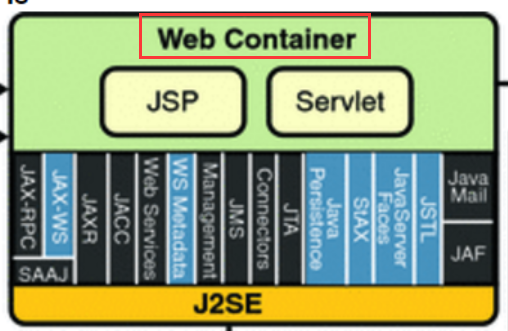 Web Container
JSP
Servlet
JAX-RPC
JAX-WS
SAAJ
JAXR
JACC
Web Services
WS Metadata
Management
JMS
Connectors
JTA
Java
Persistence
StAX
JavaServer
Faces
JSTL
Java
Mail
JAF
J2SE